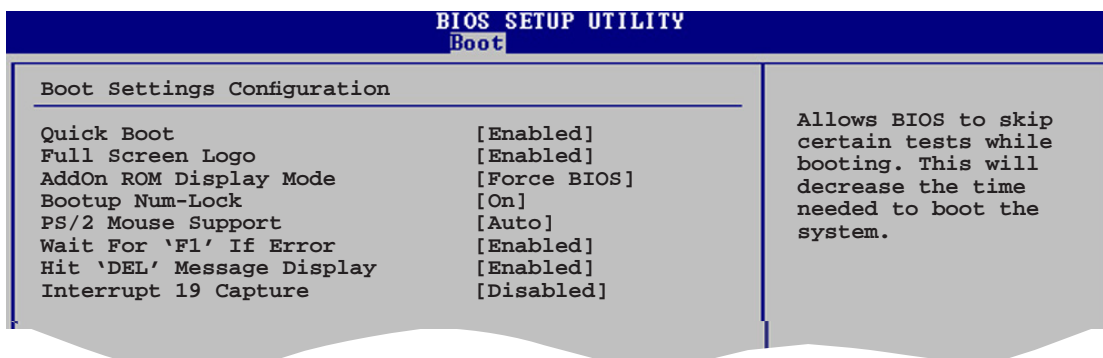 BIOS SETUP UTILITY
Boot
Boot Settings Configuration
Quick Boot [Enabled]
Full Screen Logo [Enabled]
AddOn ROM Display Mode [Force BIOS]
Bootup Num-Lock [On]
PS/2 Mouse Support [Auto]
Wait For ‘F1’ If Error [Enabled]
Hit ‘DEL’ Message Display [Enabled]
Interrupt 19 Capture [Disabled]
Allows BIOS to skip
certain tests while
booting. This will
decrease the time
needed to boot the
system.